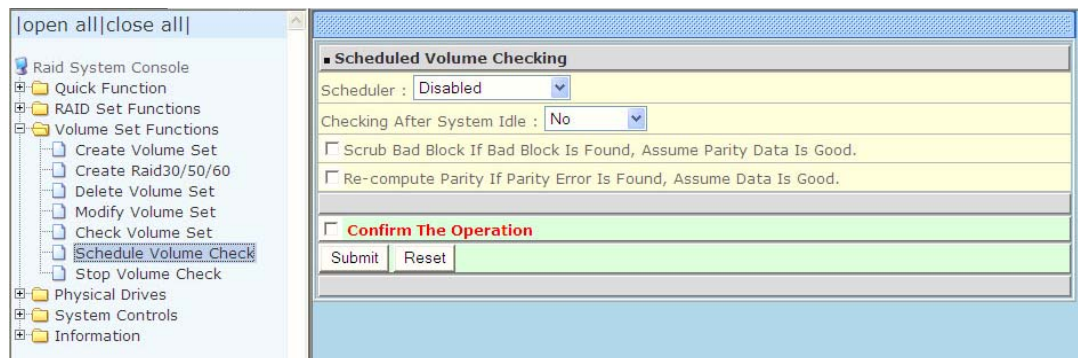 |open all|close all|
Raid System Console
Quick Function
RAID Set Functions
Volume Set Functions
Create Volume Set
Create Raid30/50/60
Delete Volume Set
Modify Volume Set
Check Volume Set
Schedule Volume Check
Stop Volume Check
Physical Drives
System Controls
Information
Scheduled Volume Checking
Scheduler : Disabled
Checking After System Idle : No
Scrub Bad Block If Bad Block Is Found, Assume Parity Data Is Good.
Re-compute Parity If Parity Error Is Found, Assume Data Is Good.
Confirm The Operation
Submit Reset